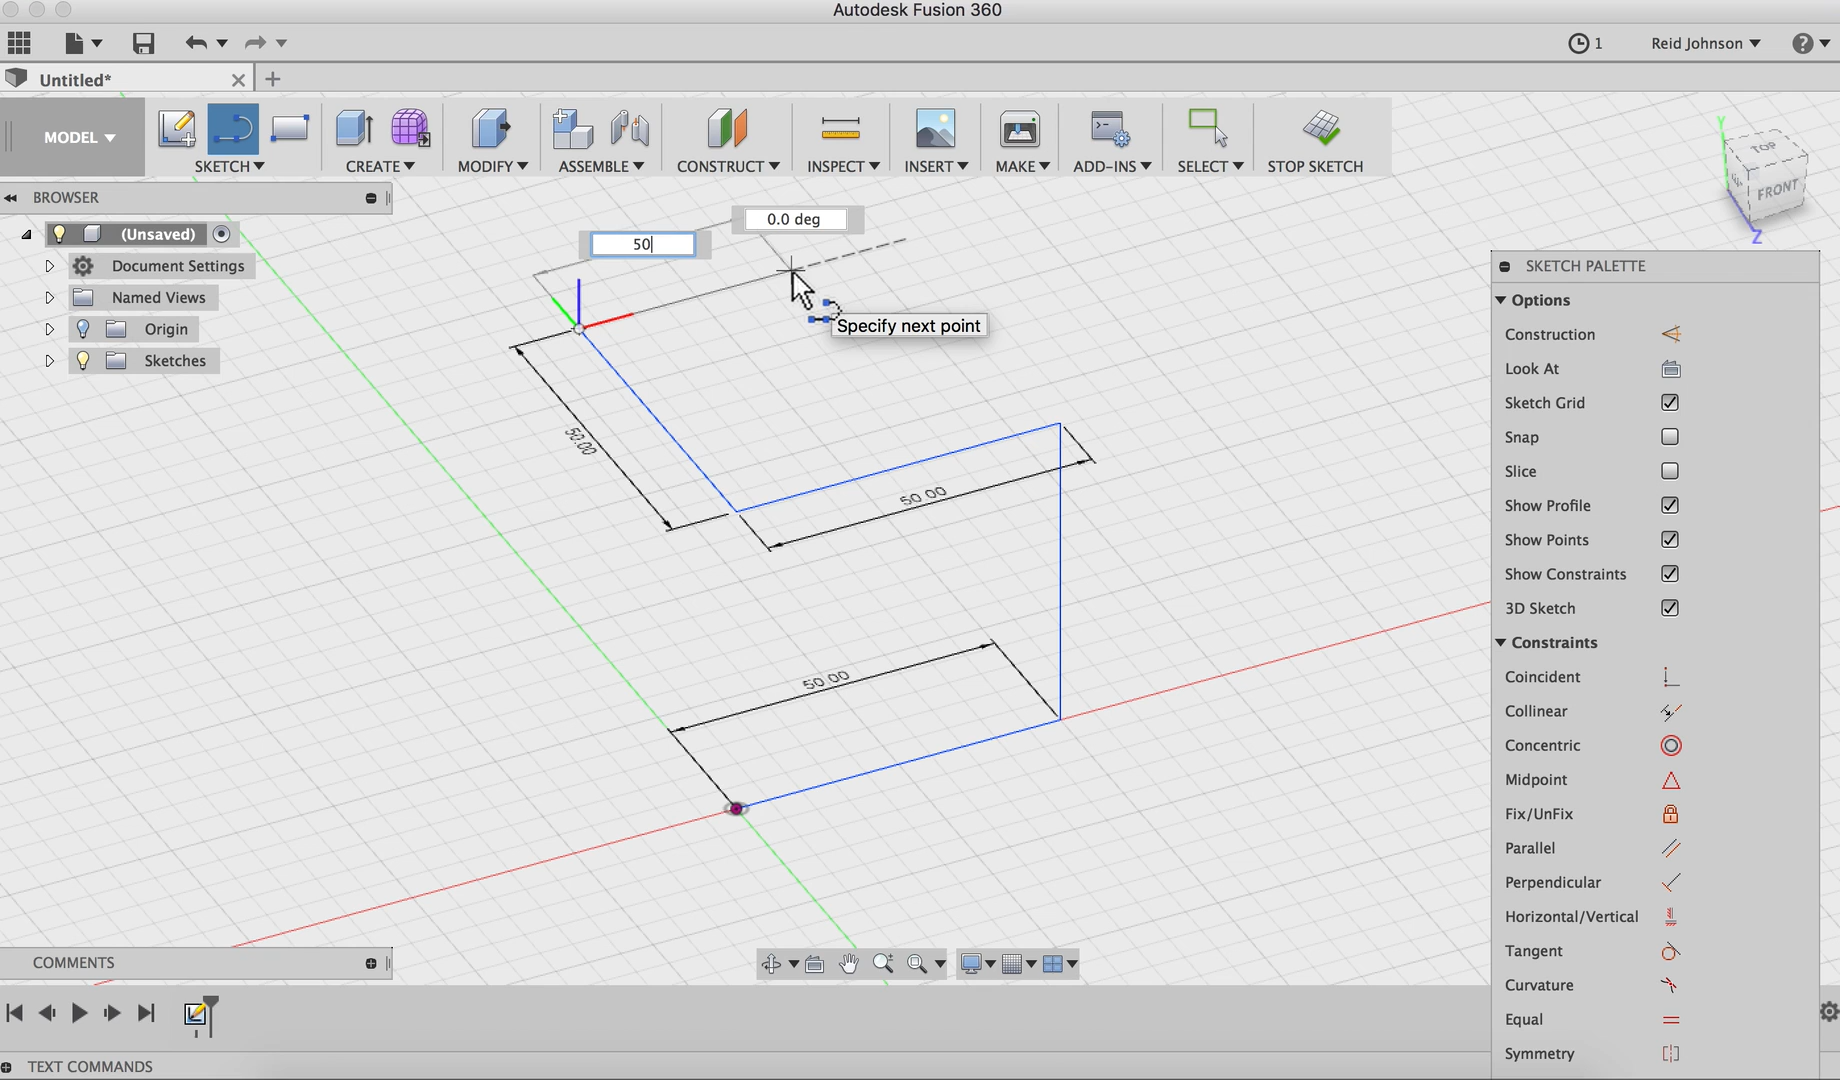 Autodesk Fusion 360
1
Reid Johnson
Untitled*
MODEL
SKETCH
CREATE
MODIFY
ASSEMBLE
CONSTRUCT
INSPECT
INSERT
MAKE
ADD-INS
SELECT
STOP SKETCH
BROWSER
(Unsaved)
Document Settings
Named Views
Origin
Sketches
0.0 deg
50
Specify next point
50.00
50.00
50.00
Y
TOP
FRONT
Z
SKETCH PALETTE
Options
Construction
Look At
Sketch Grid
Snap
Slice
Show Profile
Show Points
Show Constraints
3D Sketch
Constraints
Coincident
Collinear
Concentric
Midpoint
Fix/UnFix
Parallel
Perpendicular
Horizontal/Vertical
Tangent
Curvature
Equal
Symmetry
COMMENTS
TEXT COMMANDS